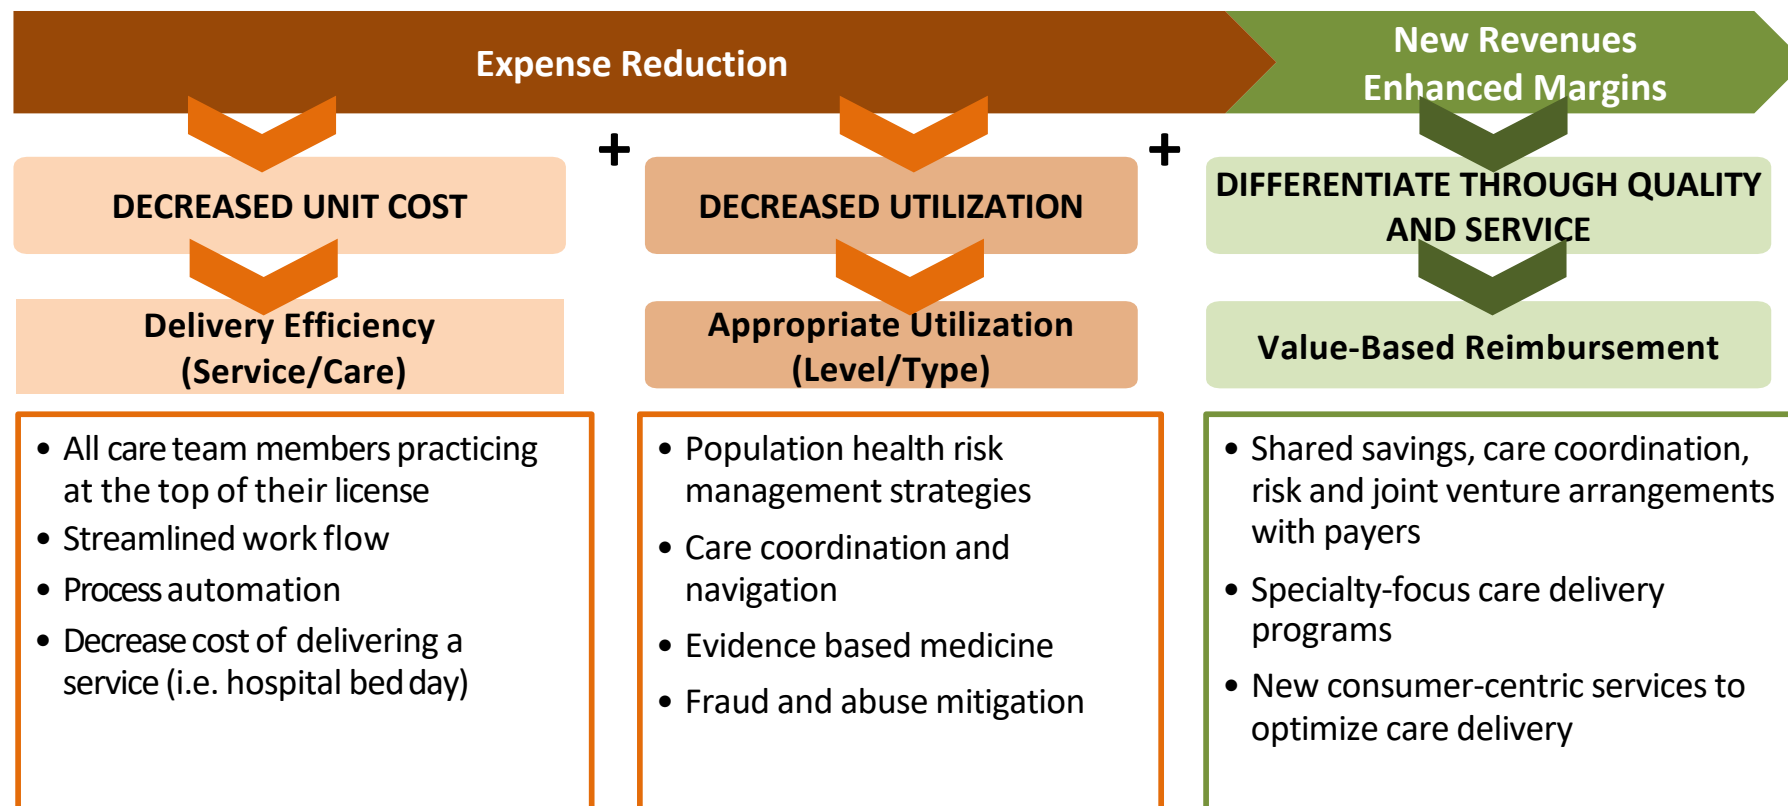 Expense Reduction
New Revenues
Enhanced Margins
+
+
DECREASED UNIT COST
DECREASED UTILIZATION
DIFFERENTIATE THROUGH QUALITY
AND SERVICE
Delivery Efficiency
(Service/Care)
Appropriate Utilization
(Level/Type)
Value-Based Reimbursement
• All care team members practicing
at the top of their license
• Streamlined work flow
• Process automation
• Decrease cost of delivering a
service (i.e. hospital bed day)
• Population health risk
management strategies
• Care coordination and
navigation
• Evidence based medicine
• Fraud and abuse mitigation
• Shared savings, care coordination,
risk and joint venture arrangements
with payers
• Specialty-focus care delivery
programs
• New consumer-centric services to
optimize care delivery